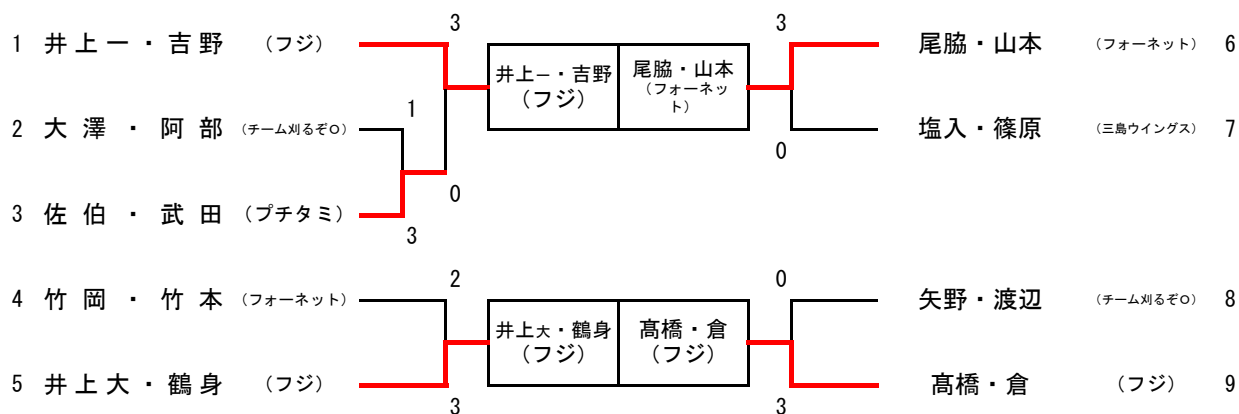 3 3
1 井上一・吉野 (フジ) 尾脇・山本 (フォーネット) 6
井上一・吉野 (フジ) 尾脇・山本 (フォーネット)
1
2 大澤・阿部 (チーム刈るぞO) 塩入・篠原 (三島ウイングス) 7
0
0
3 佐伯・武田 (プチタミ)
3
2 0
4 竹岡・竹本 (フォーネット) 矢野・渡辺 (チーム刈るぞO) 8
井上大・鶴身 (フジ) 髙橋・倉 (フジ)
5 井上大・鶴身 (フジ) 髙橋・倉 (フジ) 9
3 3